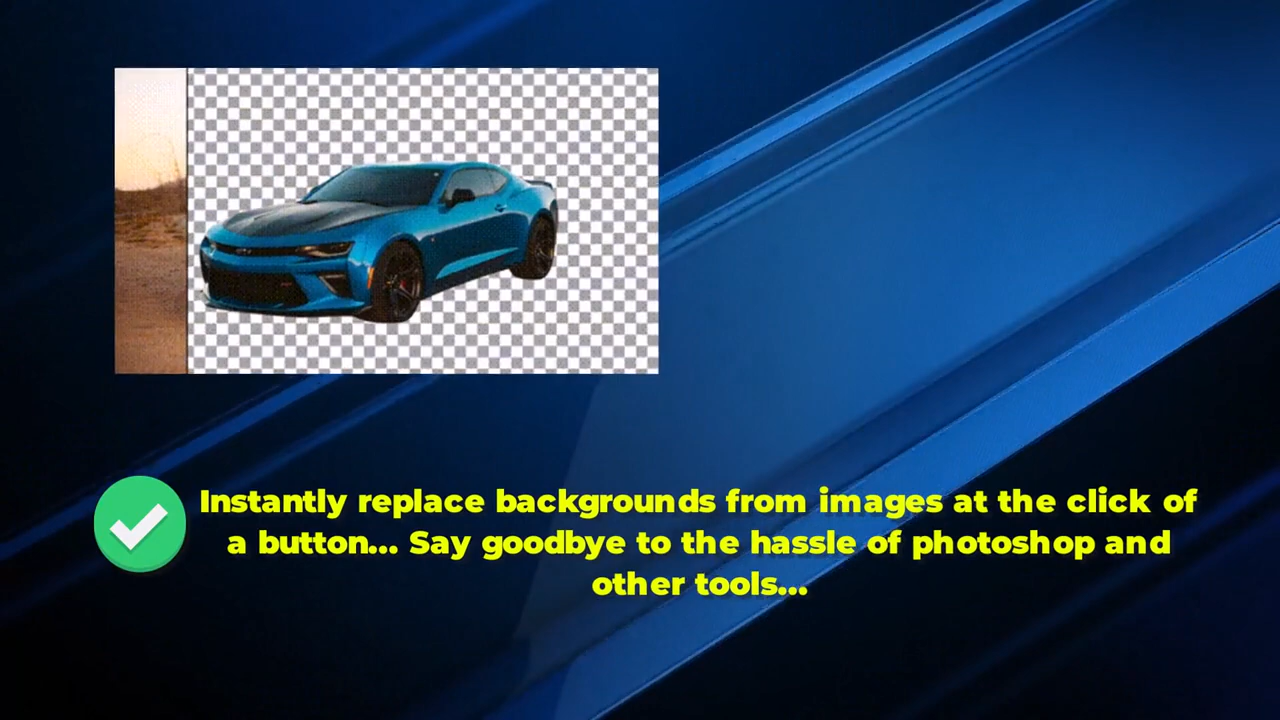 Instantly replace backgrounds from images at the click of
a button... Say goodbye to the hassle of photoshop and
other tools...